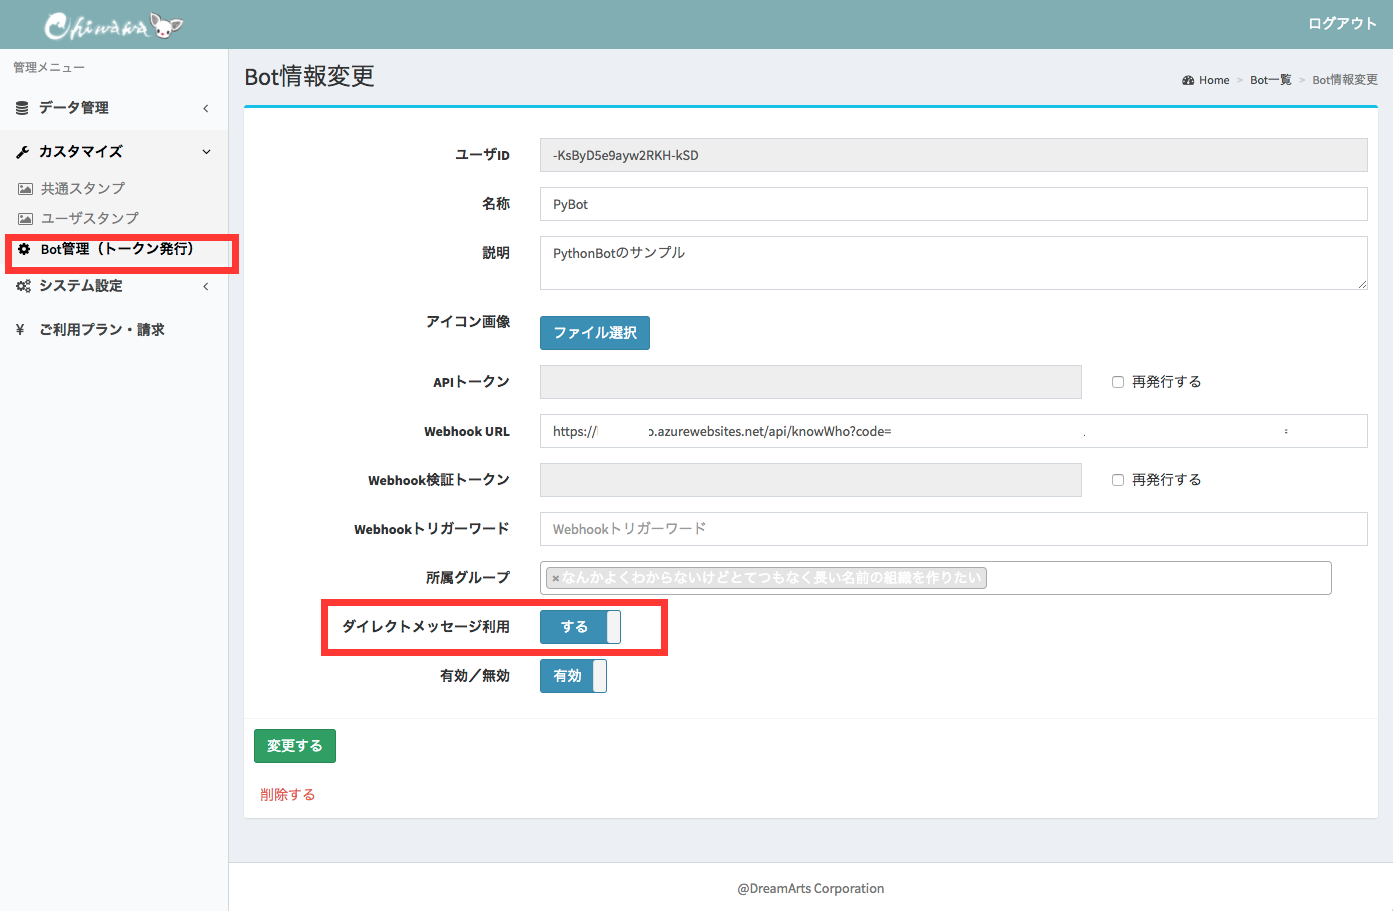 Chiwawa
ログアウト
管理メニュー
データ管理
カスタマイズ
共通スタンプ
ユーザスタンプ
Bot管理（トークン発行）
システム設定
¥ ご利用プラン・請求
Bot情報変更
Home > Bot一覧 > Bot情報変更
ユーザID -KsByD5e9ayw2RKH-kSD
名称 PyBot
説明 PythonBotのサンプル
アイコン画像 ファイル選択
APIトークン 再発行する
Webhook URL https:// o.azurewebsites.net/api/knowWho?code=
Webhook検証トークン 再発行する
Webhookトリガーワード Webhookトリガーワード
所属グループ ×なんかよくわからないけどとてつもなく長い名前の組織を作りたい
ダイレクトメッセージ利用 する
有効／無効 有効
変更する
削除する
@DreamArts Corporation